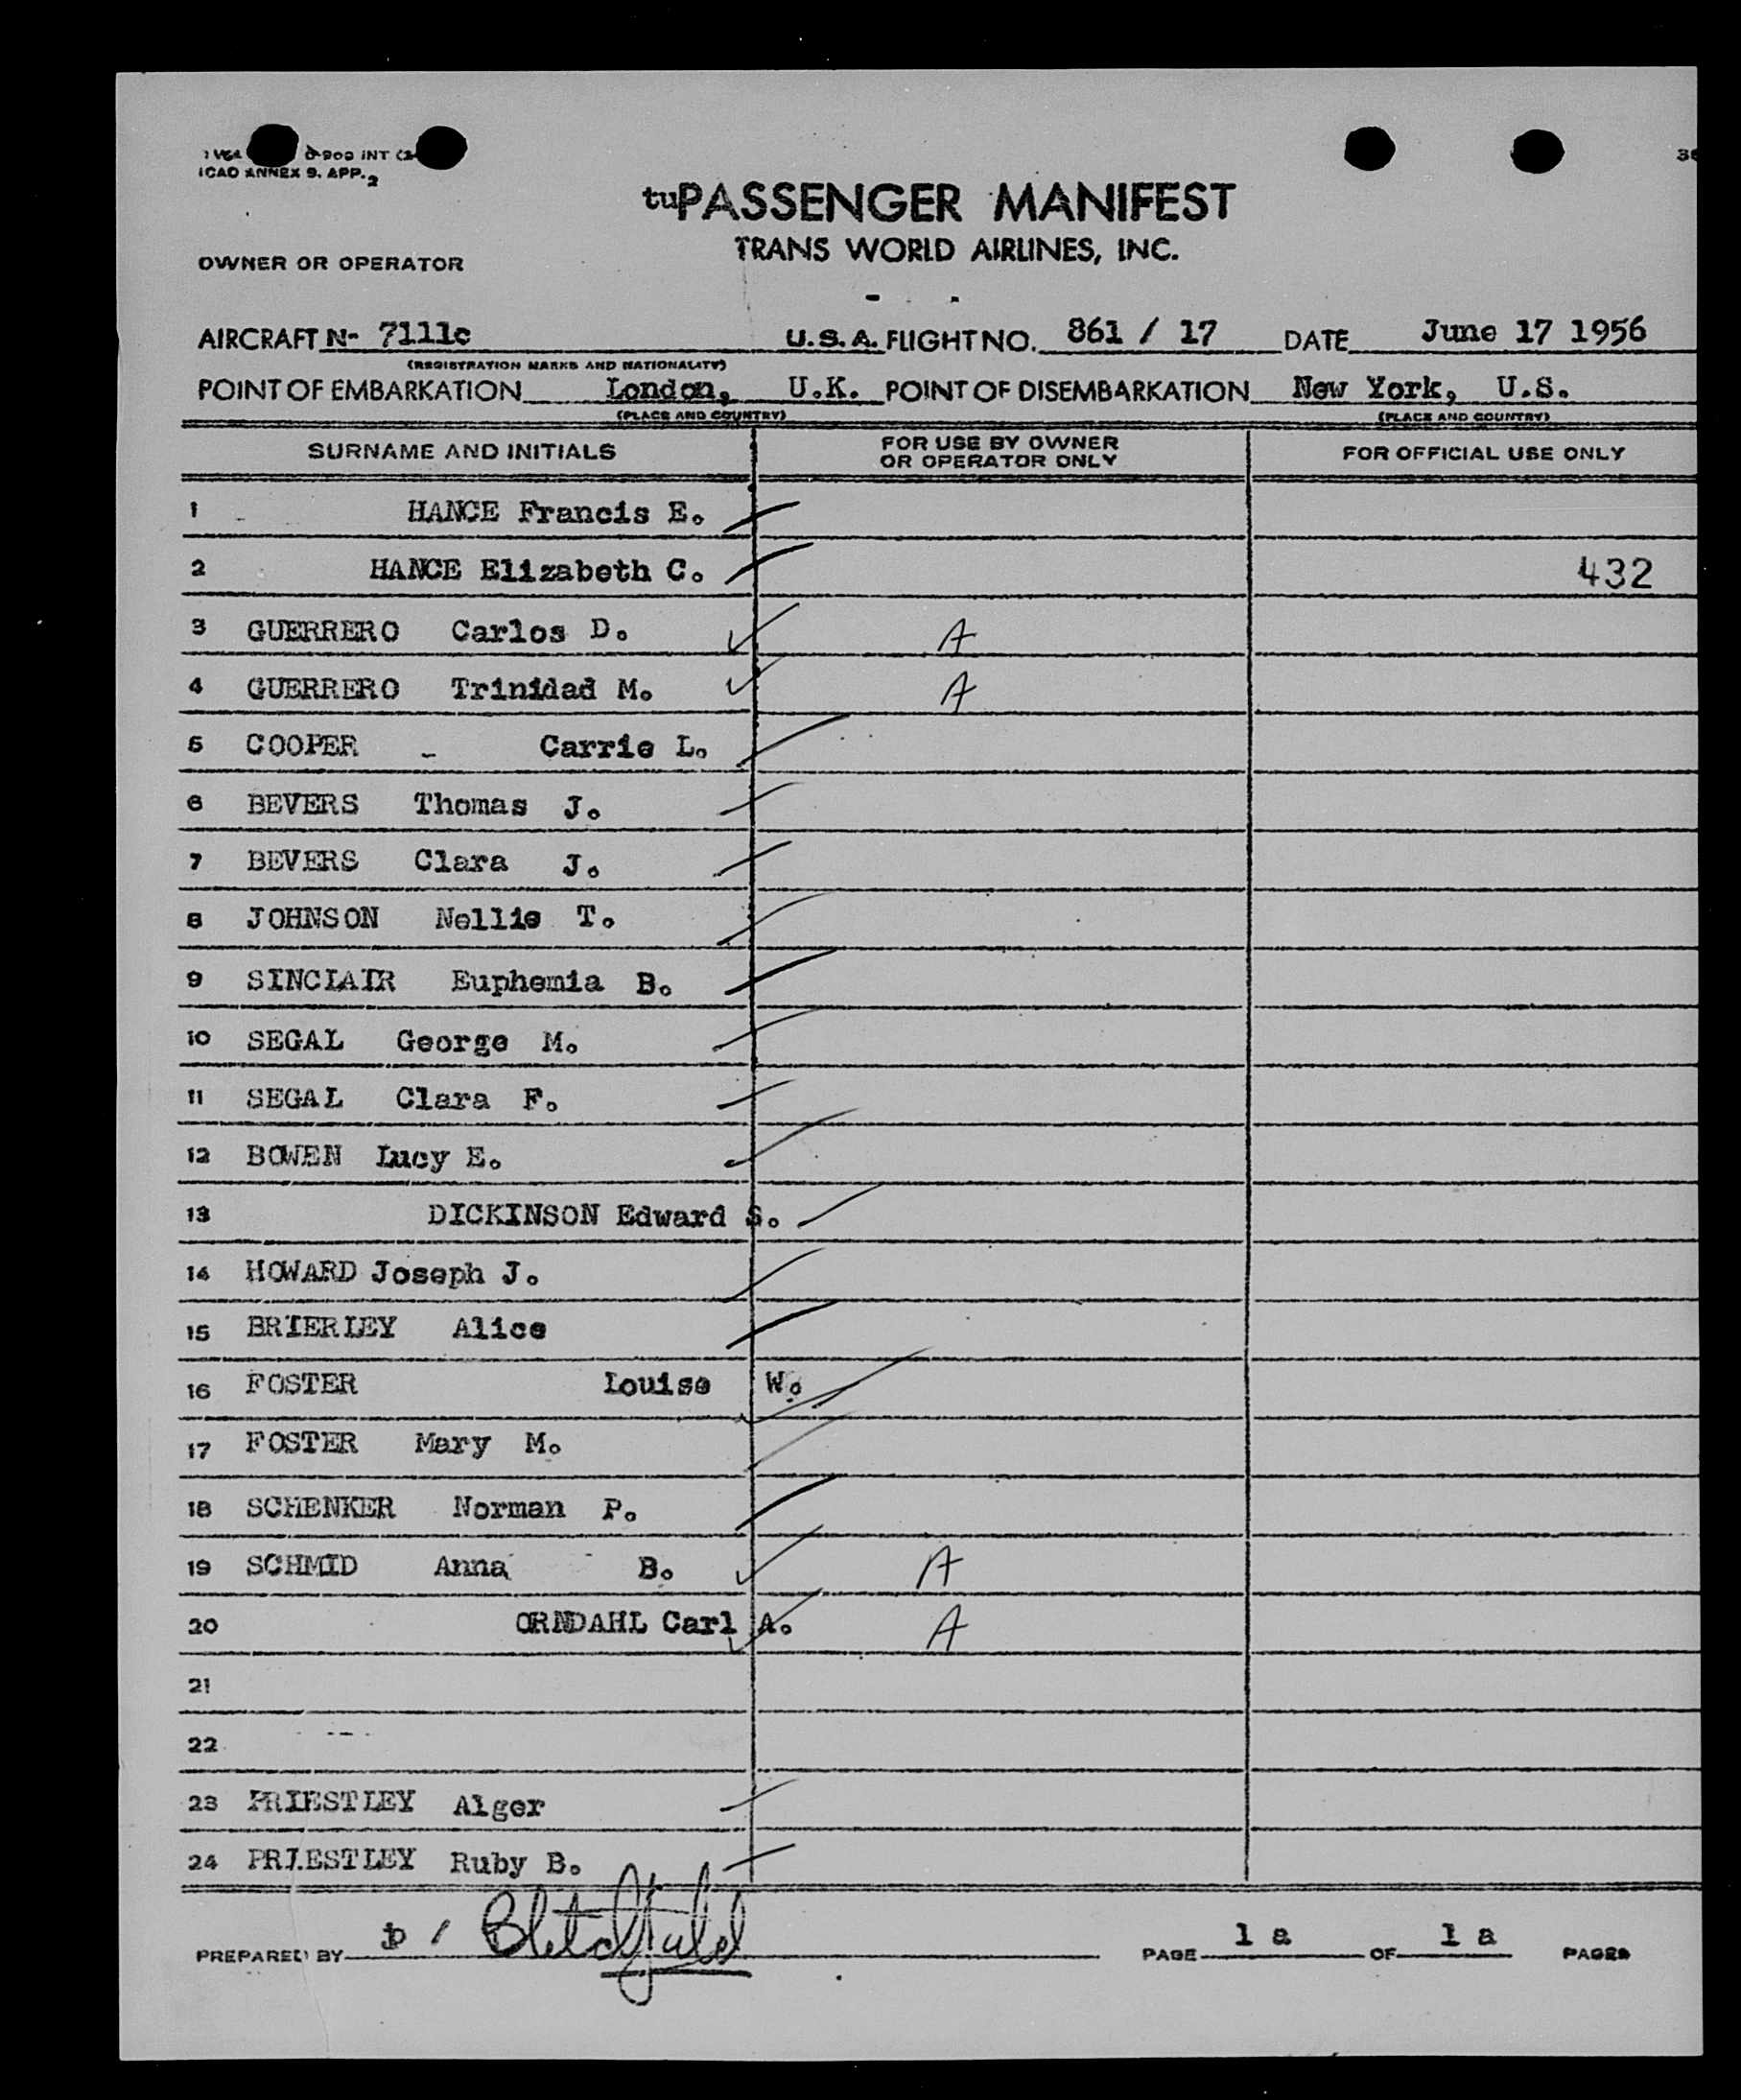 INT
ICAO ANNEX 9. APP. 2
tuPASSENGER MANIFEST
TRANS WORLD AIRLINES, INC.
OWNER OR OPERATOR
AIRCRAFT N- 7111c U.S.A. FLIGHT NO. 861 / 17 DATE June 17 1956
(REGISTRATION MARKS AND NATIONALITY)
POINT OF EMBARKATION London, U.K. POINT OF DISEMBARKATION New York, U.S.
(PLACE AND COUNTRY) (PLACE AND COUNTRY)
SURNAME AND INITIALS FOR USE BY OWNER OR OPERATOR ONLY FOR OFFICIAL USE ONLY
1 HANCE Francis E.
2 HANCE Elizabeth C. 432
3 GUERRERO Carlos D. A
4 GUERRERO Trinidad M. A
5 COOPER - Carrie L.
6 BEVERS Thomas J.
7 BEVERS Clara J.
8 JOHNSON Nellie T.
9 SINCLAIR Euphemia B.
10 SEGAL George M.
11 SEGAL Clara F.
12 BOWEN Lucy E.
13 DICKINSON Edward S.
14 HOWARD Joseph J.
15 BRIERLEY Alice
16 FOSTER Louise W.
17 FOSTER Mary M.
18 SCHENKER Norman P.
19 SCHMID Anna B. A
20 ORNDAHL Carl A. A
21
22
23 PRIESTLEY Alger
24 PRIESTLEY Ruby B.
PREPARED BY PAGE 1 a OF 1 a PAGES